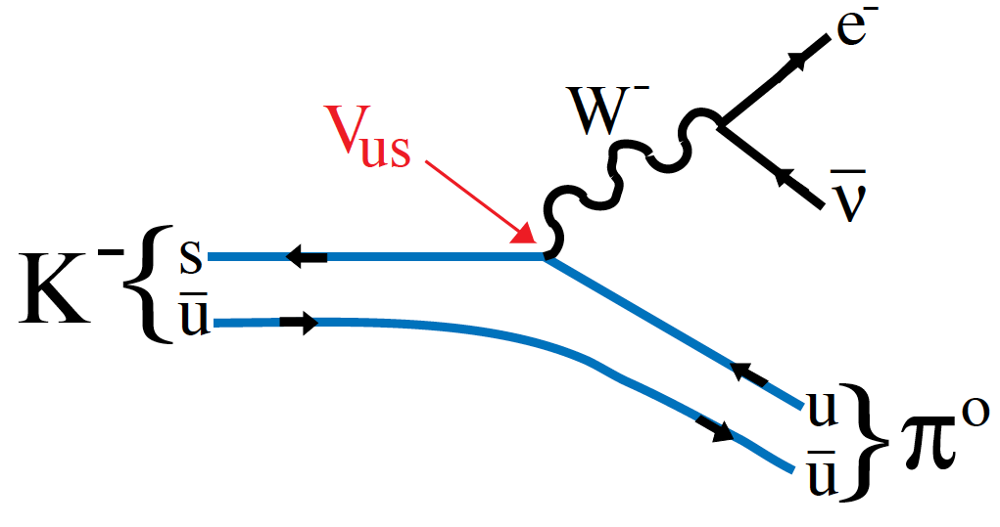 e⁻
W⁻
V_us
ν̄
K⁻ { s
ū
u } π⁰
ū